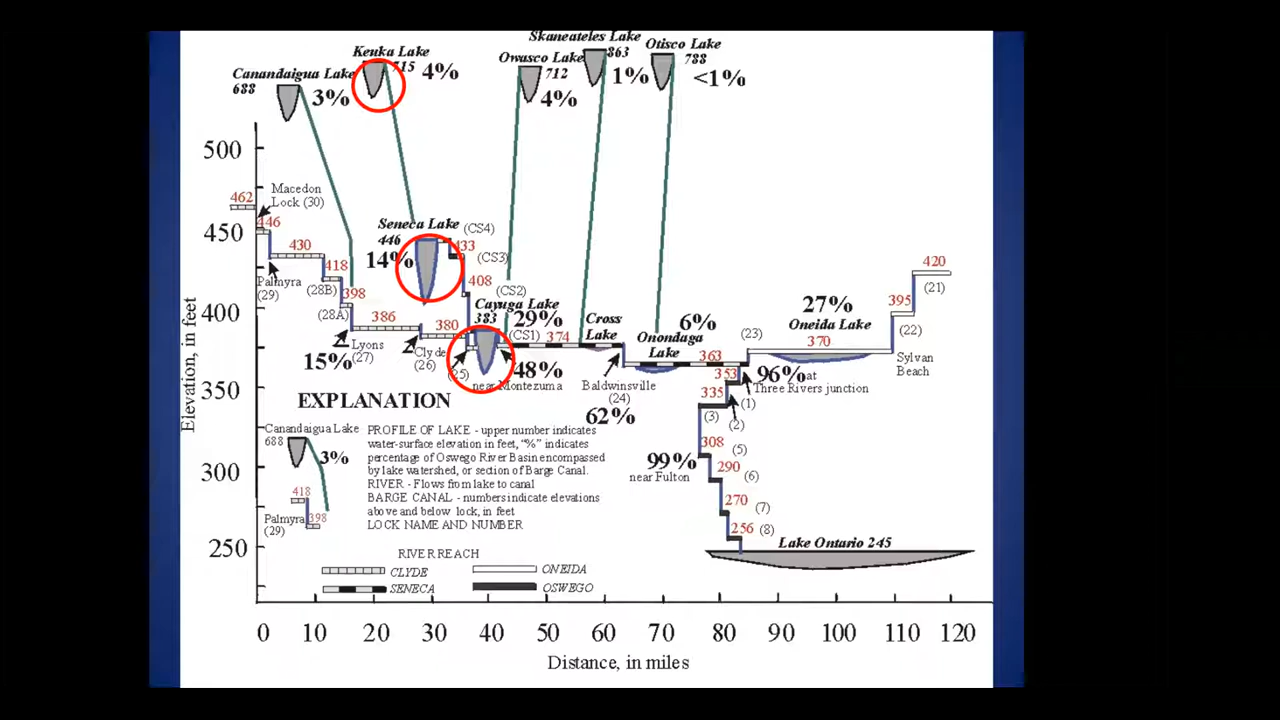 Skaneateles Lake
863
1%
Otisco Lake
788
<1%
Keuka Lake
715
4%
Owasco Lake
712
4%
Canandaigua Lake
688
3%
500
450
400
350
300
250
Elevation, in feet
462
Macedon
Lock (30)
446
430
Palmyra
(29)
418
(28B)
398
(28A)
386
Lyons
(27)
15%
Seneca Lake
446
14%
(CS4)
433
(CS3)
408
(CS2)
380
Clyde
(26)
Cayuga Lake
383
29%
(CS1)
(25)
48%
near Montezuma
374
Cross
Lake
Baldwinsville
(24)
62%
6%
Onondaga
Lake
363
(23)
27%
Oneida Lake
370
420
(21)
395
(22)
Sylvan
Beach
96% at
Three Rivers junction
353
(1)
335
(2)
(3)
308
(5)
99%
near Fulton
290
(6)
270
(7)
256
(8)
Lake Ontario 245
EXPLANATION
Canandaigua Lake
688
3%
418
Palmyra
(29)
398
PROFILE OF LAKE - upper number indicates
water-surface elevation in feet, "%" indicates
percentage of Oswego River Basin encompassed
by lake watershed, or section of Barge Canal.
RIVER - Flows from lake to canal
BARGE CANAL - numbers indicate elevations
above and below lock, in feet
LOCK NAME AND NUMBER
RIVER REACH
CLYDE
ONEIDA
SENECA
OSWEGO
0 10 20 30 40 50 60 70 80 90 100 110 120
Distance, in miles